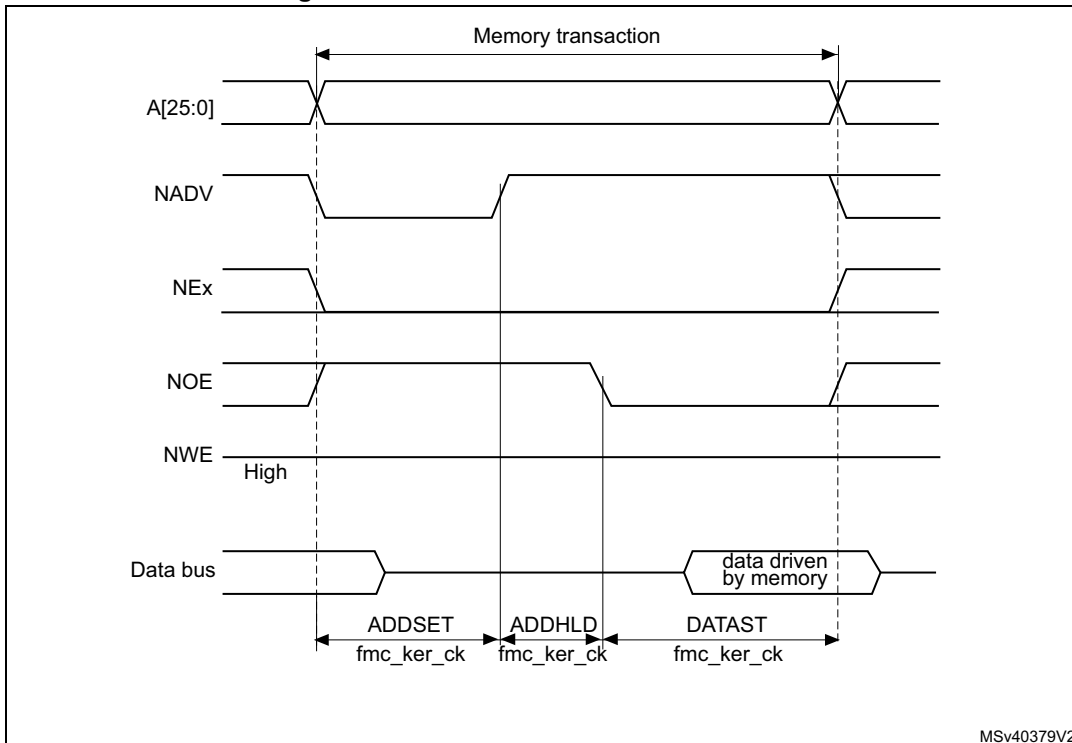 Memory transaction
A[25:0]
NADV
NEx
NOE
NWE
High
Data bus
data driven
by memory
ADDSET ADDHLD DATAST
fmc_ker_ck fmc_ker_ck fmc_ker_ck
MSv40379V2